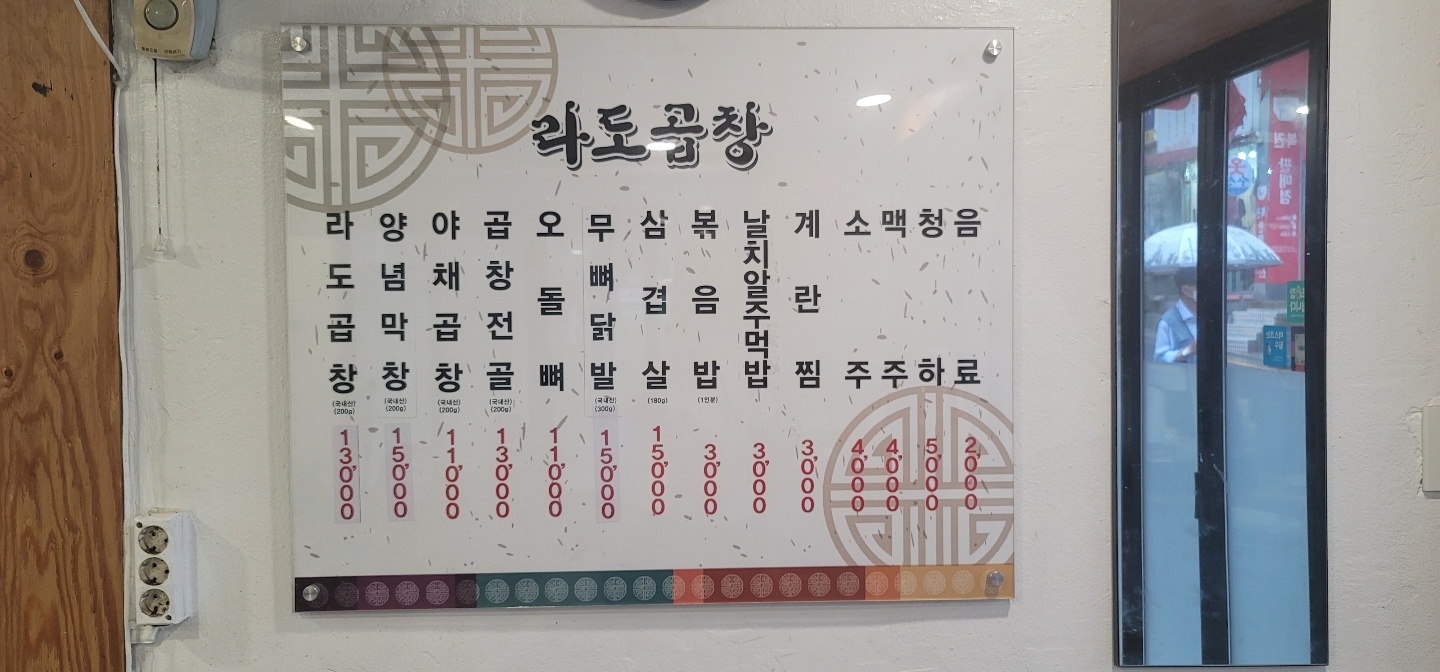 라도곱창
라도곱창
(국내산)
(200g)
13,000
양념막창
(국내산)
(200g)
15,000
야채곱창
(국내산)
(200g)
11,000
곱창전골
(국내산)
(200g)
13,000
오돌뼈
11,000
무뼈닭발
(국내산)
(300g)
15,000
삼겹살
(180g)
15,000
볶음밥
(1인분)
3,000
날치알주먹밥
3,000
계란찜
3,000
소주
4,000
맥주
4,000
청하
5,000
음료
2,000
복권 판매점